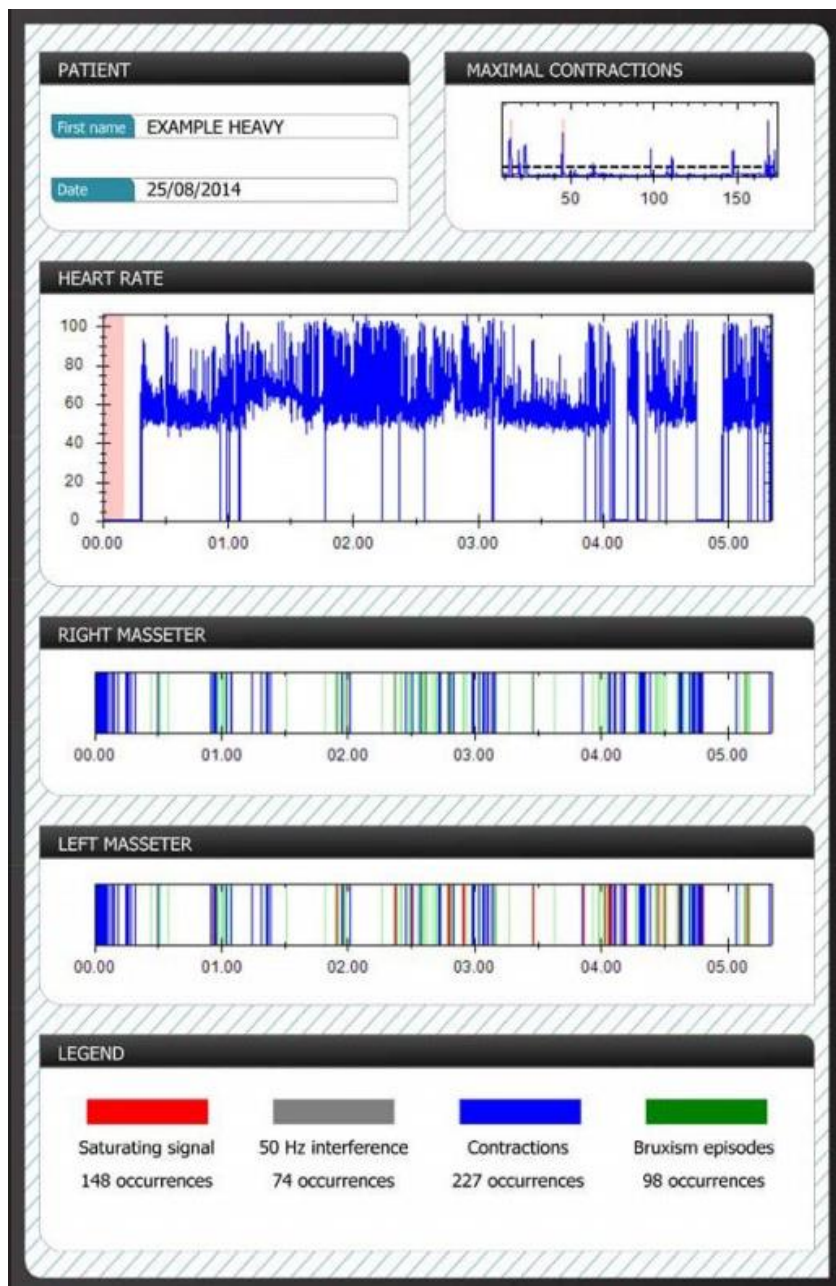 PATIENT
First name EXAMPLE HEAVY
Date 25/08/2014
MAXIMAL CONTRACTIONS
50 100 150
HEART RATE
100
80
60
40
20
0
00.00 01.00 02.00 03.00 04.00 05.00
RIGHT MASSETER
00.00 01.00 02.00 03.00 04.00 05.00
LEFT MASSETER
00.00 01.00 02.00 03.00 04.00 05.00
LEGEND
Saturating signal 50 Hz interference Contractions Bruxism episodes
148 occurrences 74 occurrences 227 occurrences 98 occurrences